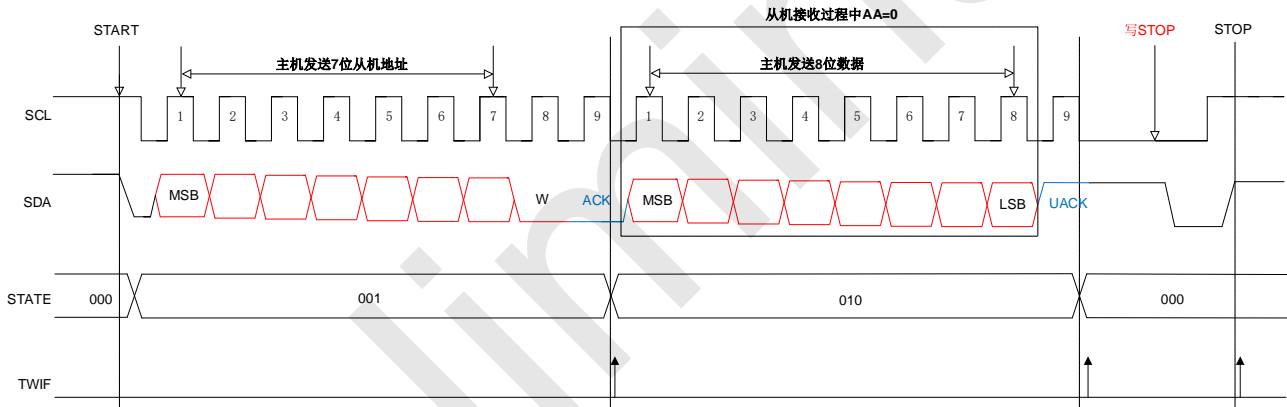 从机接收过程中AA=0
START
写STOP
STOP
主机发送7位从机地址
主机发送8位数据
SCL
1 2 3 4 5 6 7 8 9 1 2 3 4 5 6 7 8 9
SDA
MSB
W
ACK
MSB
LSB
UACK
STATE
000
001
010
000
TWIF